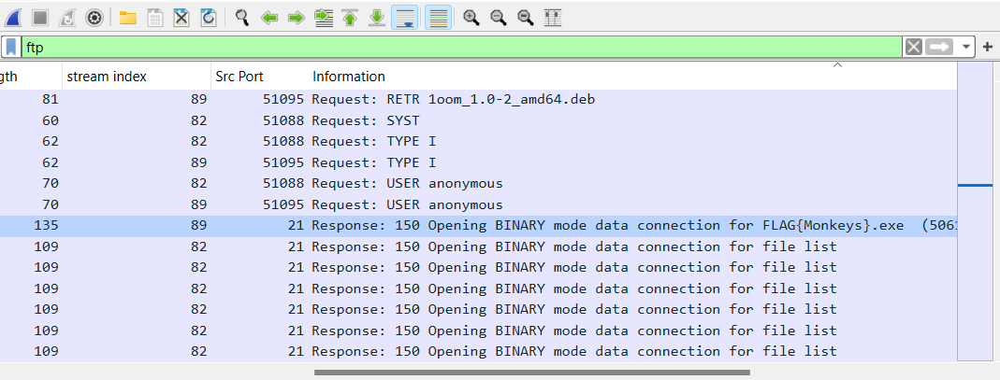 ftp
gth stream index Src Port Information
81 89 51095 Request: RETR 1oom_1.0-2_amd64.deb
60 82 51088 Request: SYST
62 82 51088 Request: TYPE I
62 89 51095 Request: TYPE I
70 82 51088 Request: USER anonymous
70 89 51095 Request: USER anonymous
135 89 21 Response: 150 Opening BINARY mode data connection for FLAG{Monkeys}.exe (5061
109 82 21 Response: 150 Opening BINARY mode data connection for file list
109 82 21 Response: 150 Opening BINARY mode data connection for file list
109 82 21 Response: 150 Opening BINARY mode data connection for file list
109 82 21 Response: 150 Opening BINARY mode data connection for file list
109 82 21 Response: 150 Opening BINARY mode data connection for file list
109 82 21 Response: 150 Opening BINARY mode data connection for file list